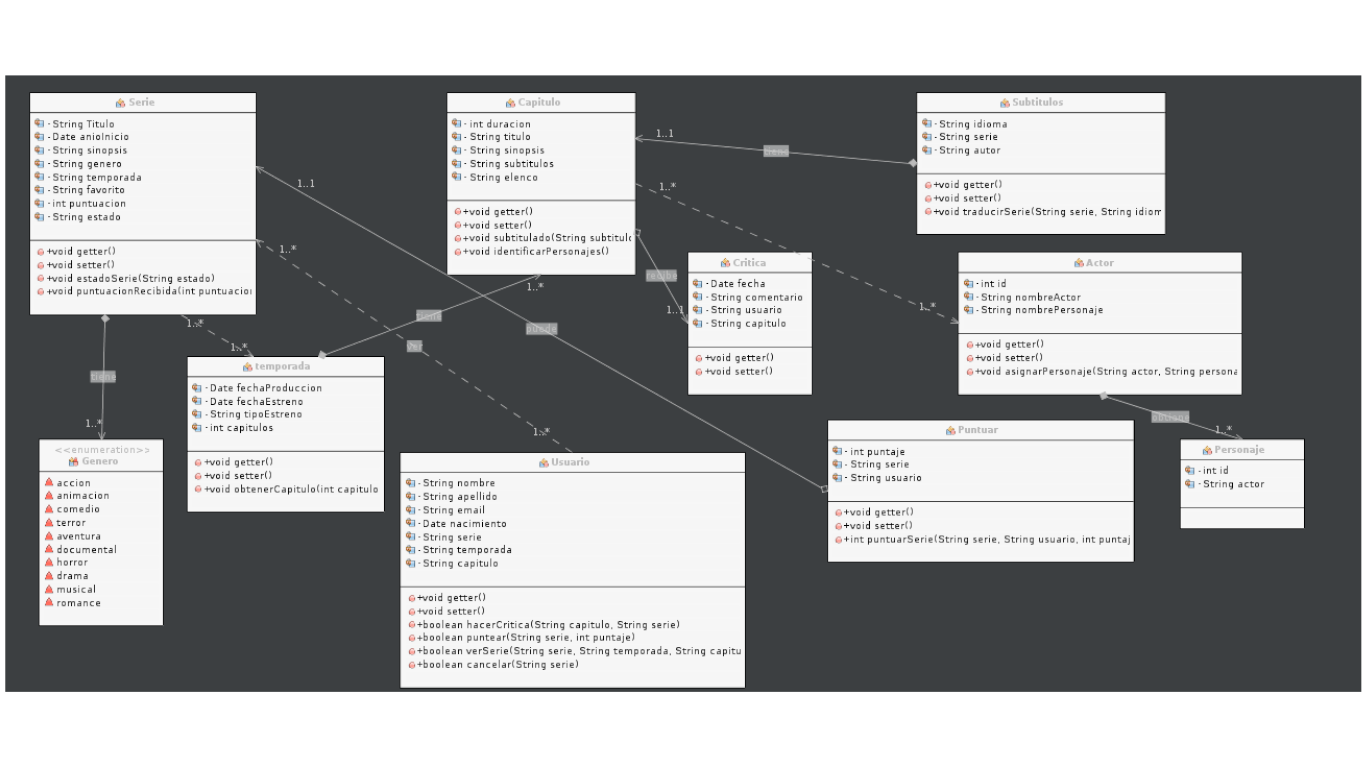 Serie
- String Titulo
- Date anioInicio
- String sinopsis
- String genero
- String temporada
- String favorito
- int puntuacion
- String estado
+void getter()
+void setter()
+void estadoSerie(String estado)
+void puntuacionRecibida(int puntuacion
Capitulo
- int duracion
- String titulo
- String sinopsis
- String subtitulos
- String elenco
+void getter()
+void setter()
+void subtitulado(String subtitulo
+void identificarPersonajes()
Subtitulos
- String idioma
- String serie
- String autor
+void getter()
+void setter()
+void traducirSerie(String serie, String idiom
1..1
tiene
1..1
1..*
1..*
Critica
- Date fecha
- String comentario
- String usuario
- String capitulo
+void getter()
+void setter()
recibe
1..1
Actor
- int id
- String nombreActor
- String nombrePersonaje
+void getter()
+void setter()
+void asignarPersonaje(String actor, String persona
1..*
1..*
tiene
puede
1..*
1..*
Ver
tiene
1..*
temporada
- Date fechaProduccion
- Date fechaEstreno
- String tipoEstreno
- int capitulos
+void getter()
+void setter()
+void obtenerCapitulo(int capitulo
obtiene
1..*
1..*
<<enumeration>>
Genero
accion
animacion
comedio
terror
aventura
documental
horror
drama
musical
romance
Usuario
- String nombre
- String apellido
- String email
- Date nacimiento
- String serie
- String temporada
- String capitulo
+void getter()
+void setter()
+boolean hacerCritica(String capitulo, String serie)
+boolean puntear(String serie, int puntaje)
+boolean verSerie(String serie, String temporada, String capitu
+boolean cancelar(String serie)
Puntuar
- int puntaje
- String serie
- String usuario
+void getter()
+void setter()
+int puntuarSerie(String serie, String usuario, int puntaj
Personaje
- int id
- String actor